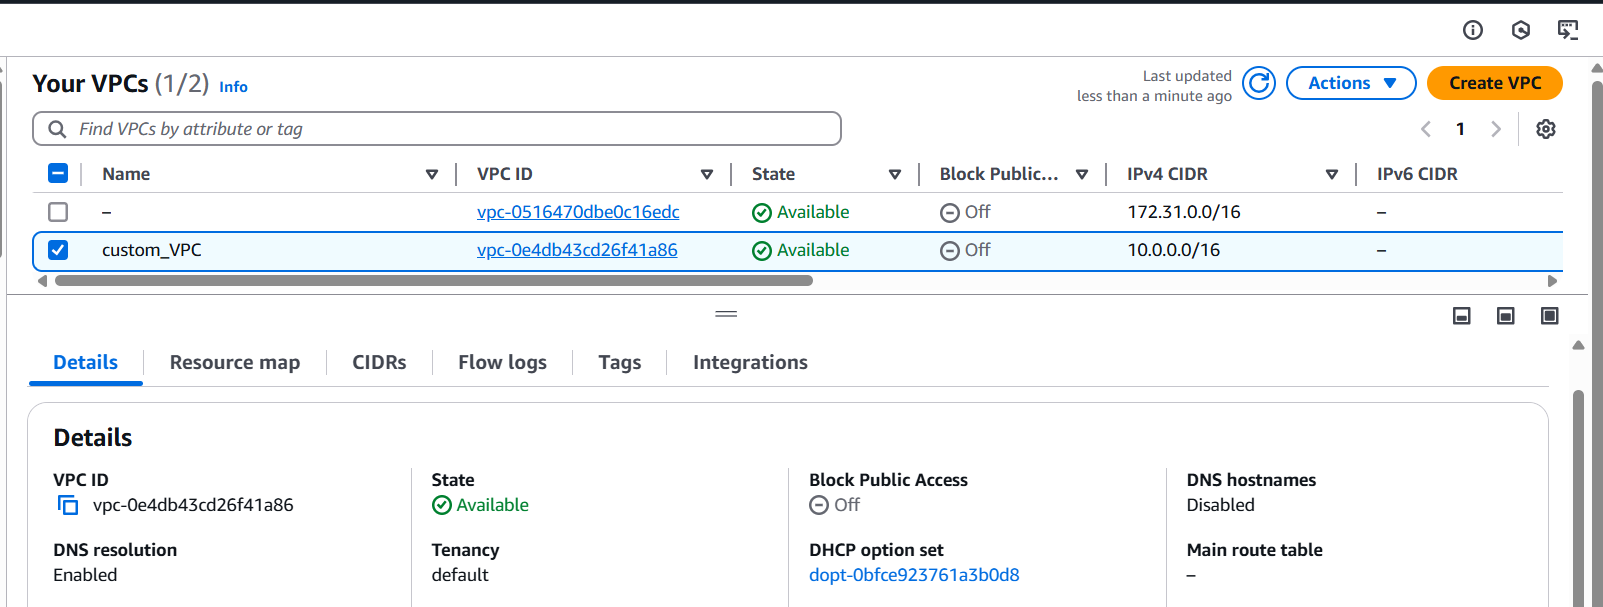 Your VPCs (1/2) Info
Last updated
less than a minute ago
Actions
Create VPC
Find VPCs by attribute or tag
1
Name VPC ID State Block Public... IPv4 CIDR IPv6 CIDR
– vpc-0516470dbe0c16edc Available Off 172.31.0.0/16 –
custom_VPC vpc-0e4db43cd26f41a86 Available Off 10.0.0.0/16 –
Details Resource map CIDRs Flow logs Tags Integrations
Details
VPC ID State Block Public Access DNS hostnames
vpc-0e4db43cd26f41a86 Available Off Disabled
DNS resolution Tenancy DHCP option set Main route table
Enabled default dopt-0bfce923761a3b0d8 –